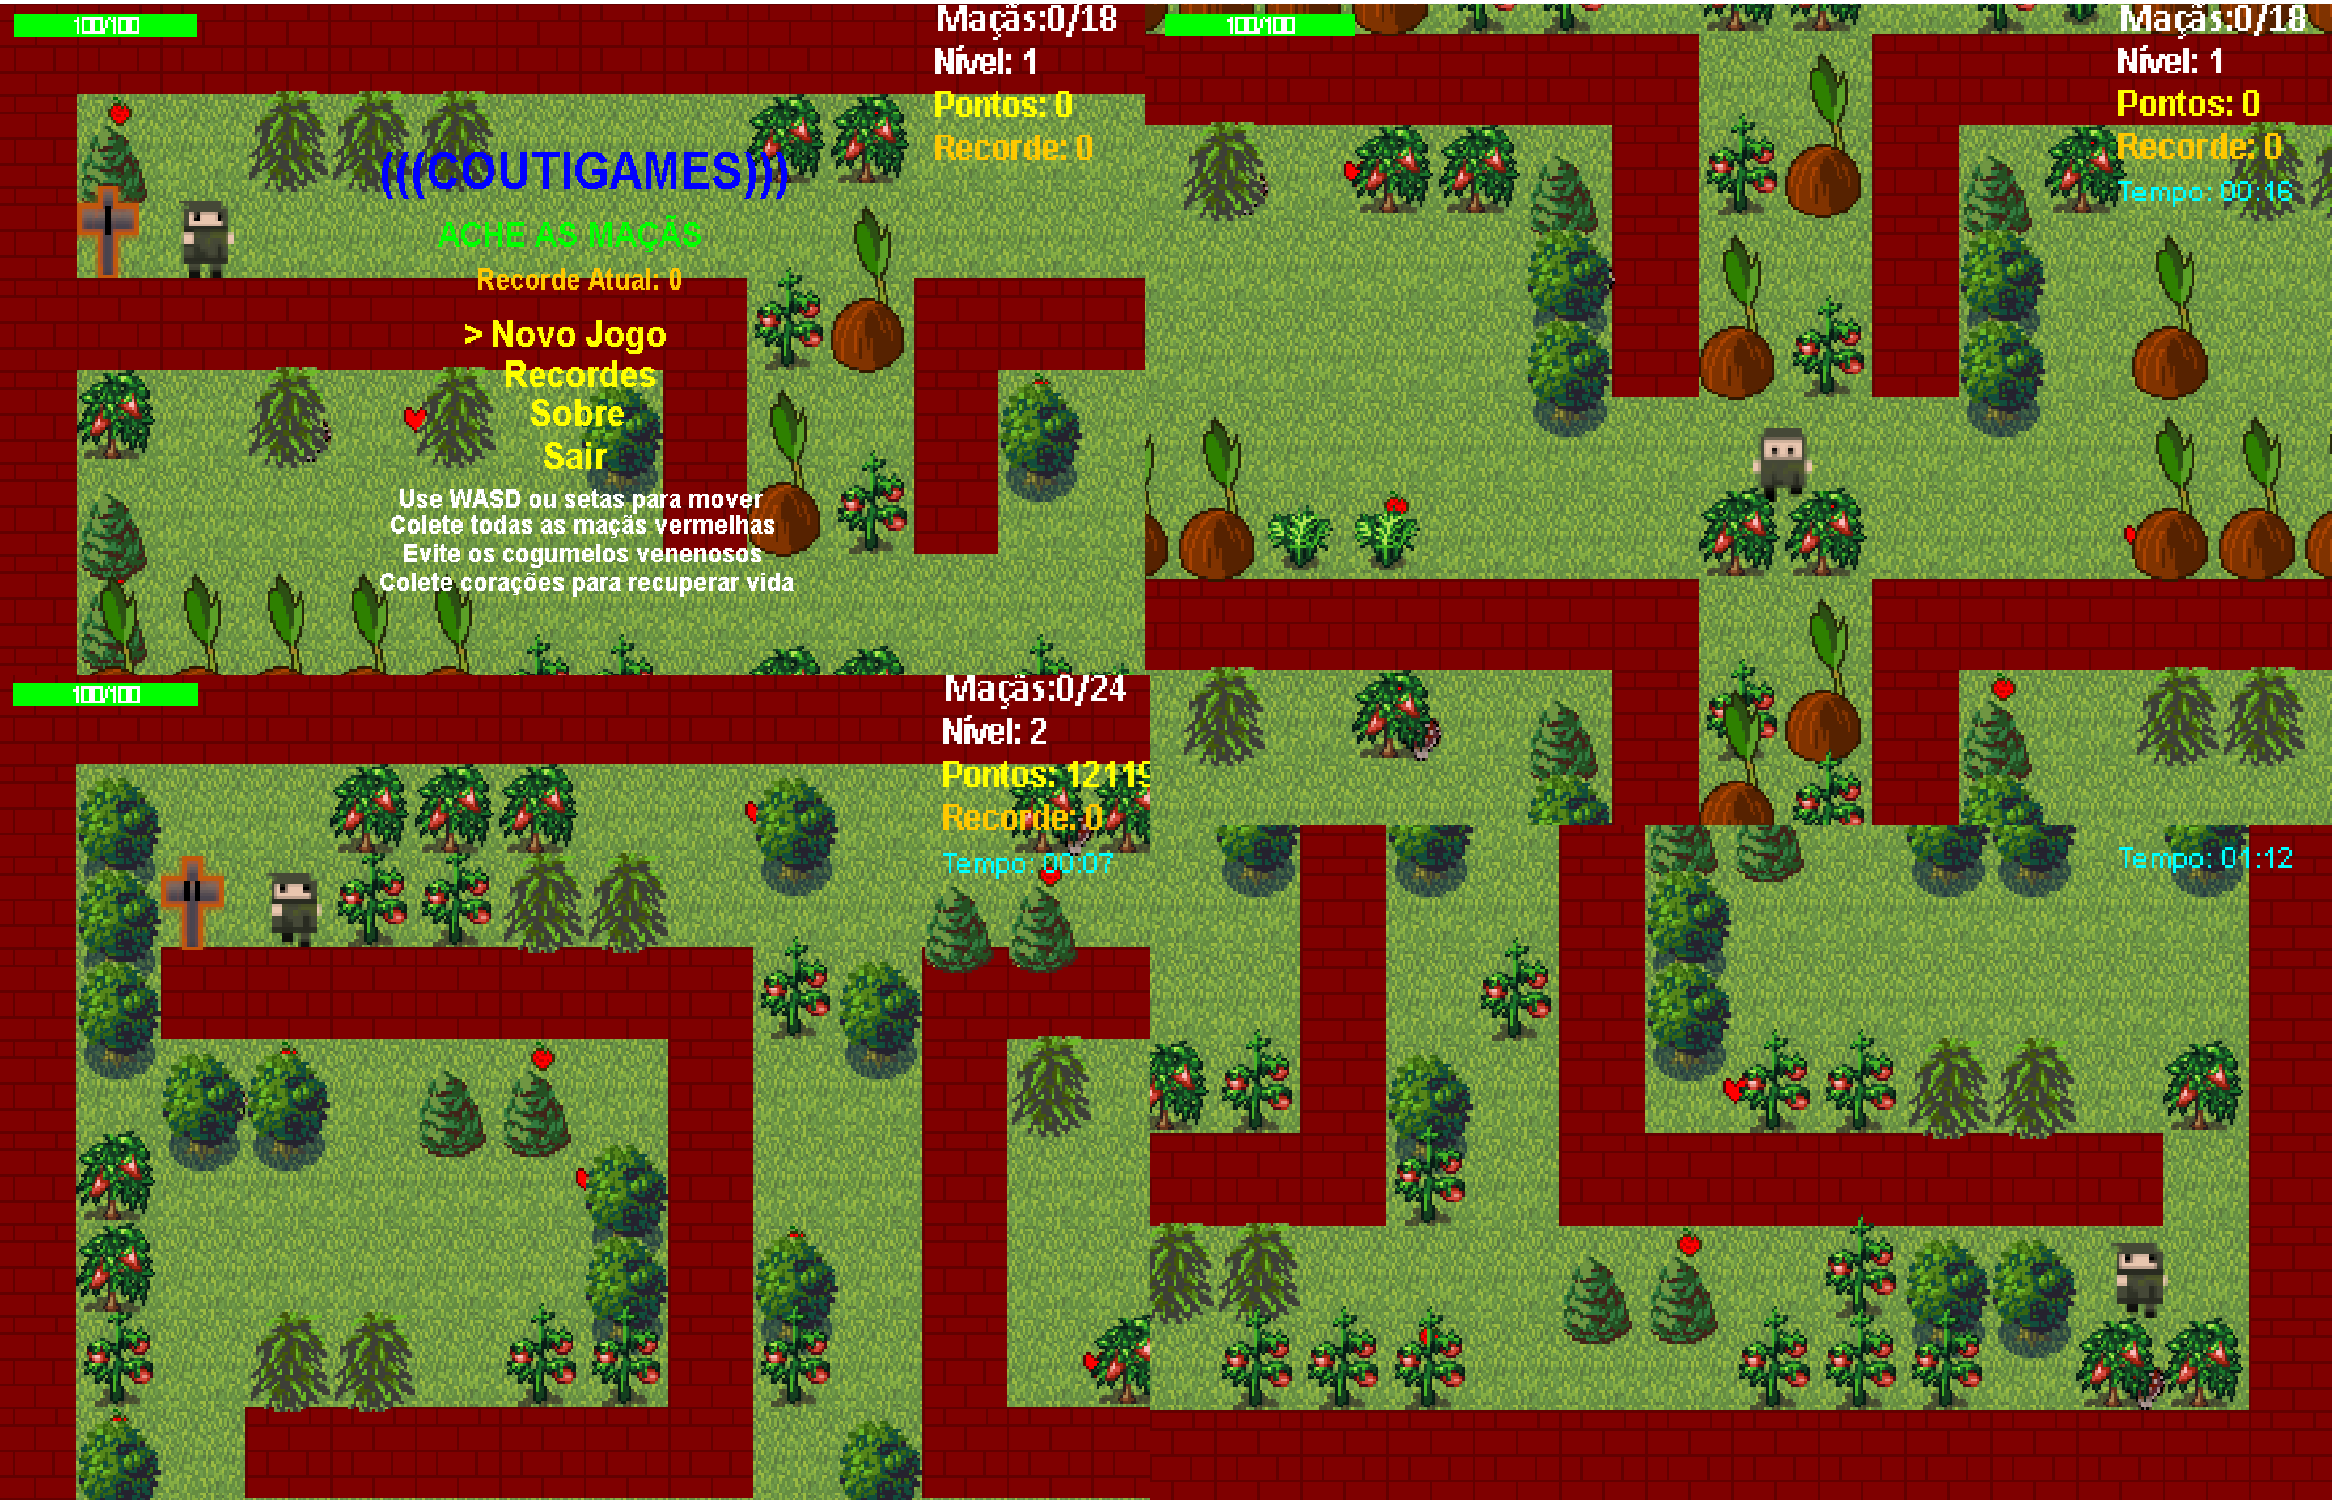 100/100
Maçãs:0/18
Nível: 1
Pontos: 0
Recorde: 0
(((COUTIGAMES)))
ACHE AS MAÇÃS
Recorde Atual: 0
> Novo Jogo
Recordes
Sobre
Sair
Use WASD ou setas para mover
Colete todas as maçãs vermelhas
Evite os cogumelos venenosos
Colete corações para recuperar vida
100/100
Maçãs:0/18
Nível: 1
Pontos: 0
Recorde: 0
Tempo: 00:16
100/100
Maçãs:0/24
Nível: 2
Pontos: 12119
Recorde: 0
Tempo: 00:07
Tempo: 01:12